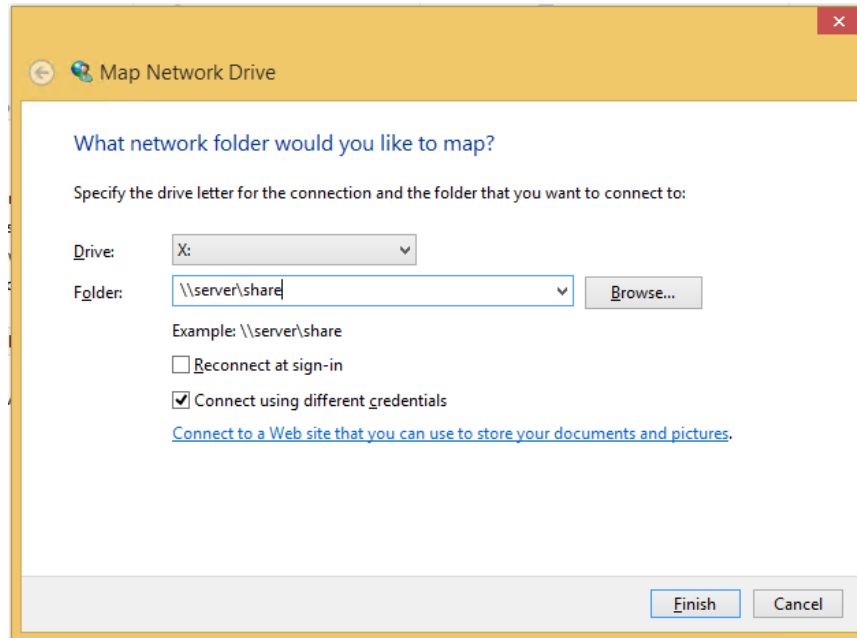 Map Network Drive
What network folder would you like to map?
Specify the drive letter for the connection and the folder that you want to connect to:
Drive: X:
Folder: \\server\share Browse...
Example: \\server\share
Reconnect at sign-in
Connect using different credentials
Connect to a Web site that you can use to store your documents and pictures.
Finish Cancel